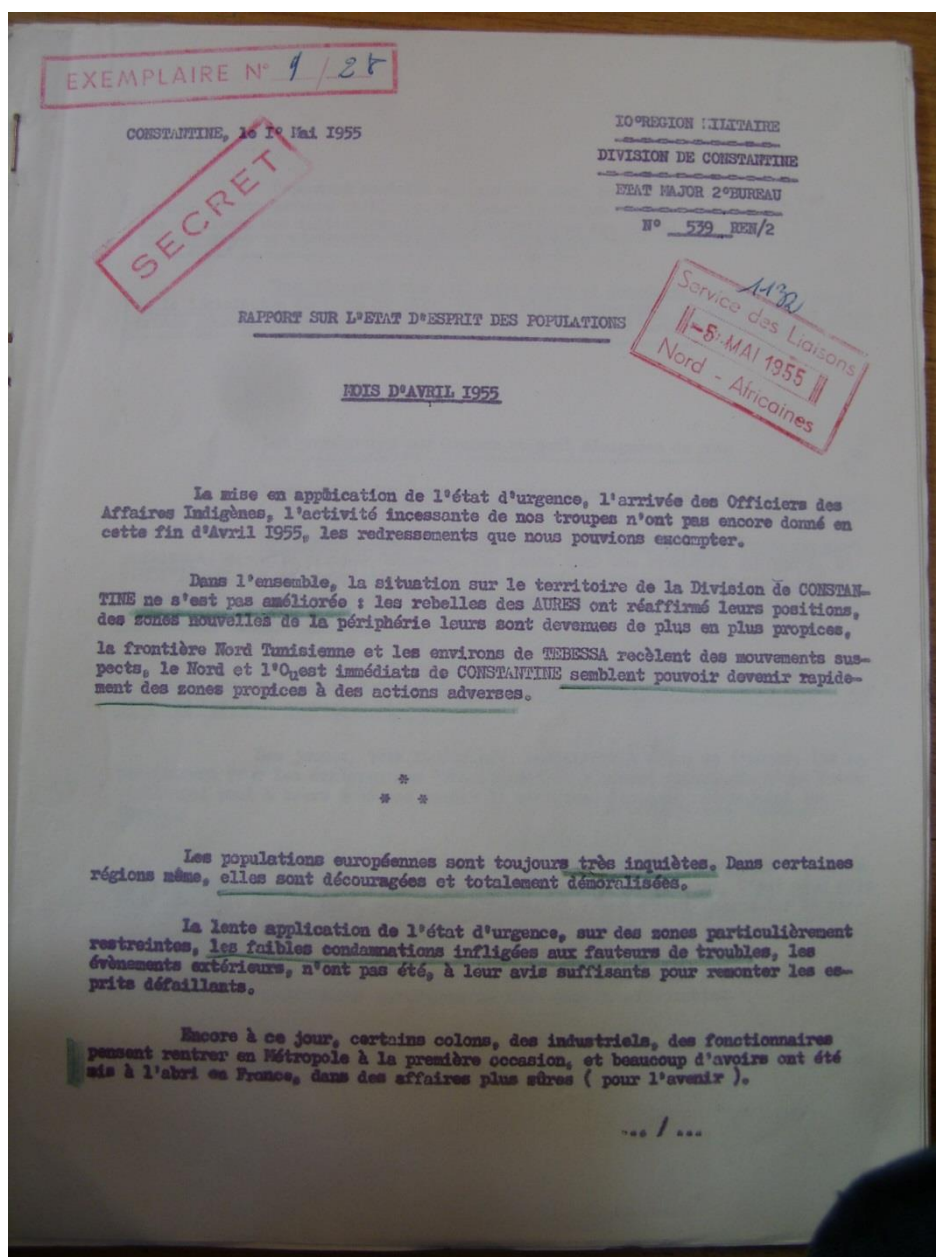 EXEMPLAIRE N° 9 / 28
CONSTANTINE, le I° Mai I955
SECRET
IO°REGION MILITAIRE
DIVISION DE CONSTANTINE
ETAT MAJOR 2°BUREAU
N° 539 REN/2
1132
Service des Liaisons
-5 MAI 1955
Nord - Africaines
RAPPORT SUR L'ETAT D'ESPRIT DES POPULATIONS
MOIS D'AVRIL I955
La mise en application de l'état d'urgence, l'arrivée des Officiers des
Affaires Indigènes, l'activité incessante de nos troupes n'ont pas encore donné en
cette fin d'Avril I955, les redressements que nous pouvions escompter.
Dans l'ensemble, la situation sur le territoire de la Division de CONSTAN-
TINE ne s'est pas améliorée : les rebelles des AURES ont réaffirmé leurs positions,
des zones nouvelles de la périphérie leurs sont devenues de plus en plus propices,
la frontière Nord Tunisienne et les environs de TEBESSA recèlent des mouvements sus-
pects, le Nord et l'Ouest immédiats de CONSTANTINE semblent pouvoir devenir rapide-
ment des zones propices à des actions adverses.
*
* *
Les populations européennes sont toujours très inquiètes. Dans certaines
régions même, elles sont découragées et totalement démoralisées.
La lente application de l'état d'urgence, sur des zones particulièrement
restreintes, les faibles condamnations infligées aux fauteurs de troubles, les
évènements extérieurs, n'ont pas été, à leur avis suffisants pour remonter les es-
prits défaillants.
Encore à ce jour, certains colons, des industriels, des fonctionnaires
pensent rentrer en Métropole à la première occasion, et beaucoup d'avoirs ont été
mis à l'abri en France, dans des affaires plus sûres ( pour l'avenir ).
... / ...